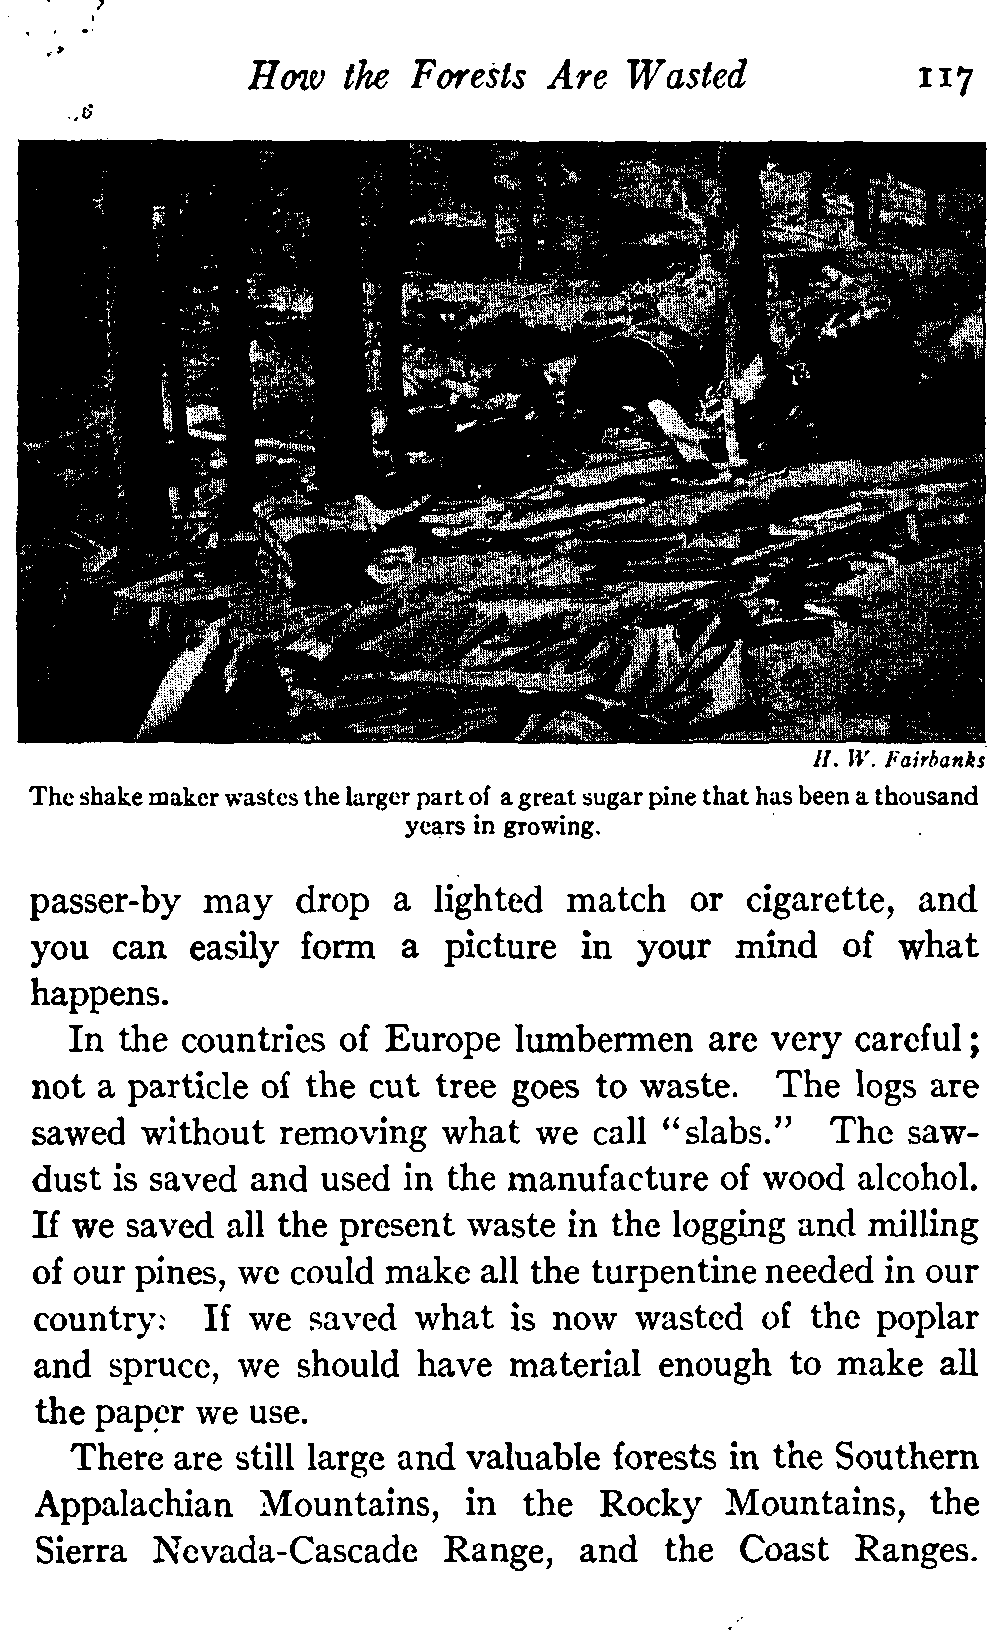 How the Forests Are Wasted 117
H. W. Fairbanks
The shake maker wastes the larger part of a great sugar pine that has been a thousand
years in growing.
passer-by may drop a lighted match or cigarette, and
you can easily form a picture in your mind of what
happens.
In the countries of Europe lumbermen are very careful;
not a particle of the cut tree goes to waste. The logs are
sawed without removing what we call "slabs." The saw-
dust is saved and used in the manufacture of wood alcohol.
If we saved all the present waste in the logging and milling
of our pines, we could make all the turpentine needed in our
country. If we saved what is now wasted of the poplar
and spruce, we should have material enough to make all
the paper we use.
There are still large and valuable forests in the Southern
Appalachian Mountains, in the Rocky Mountains, the
Sierra Nevada-Cascade Range, and the Coast Ranges.